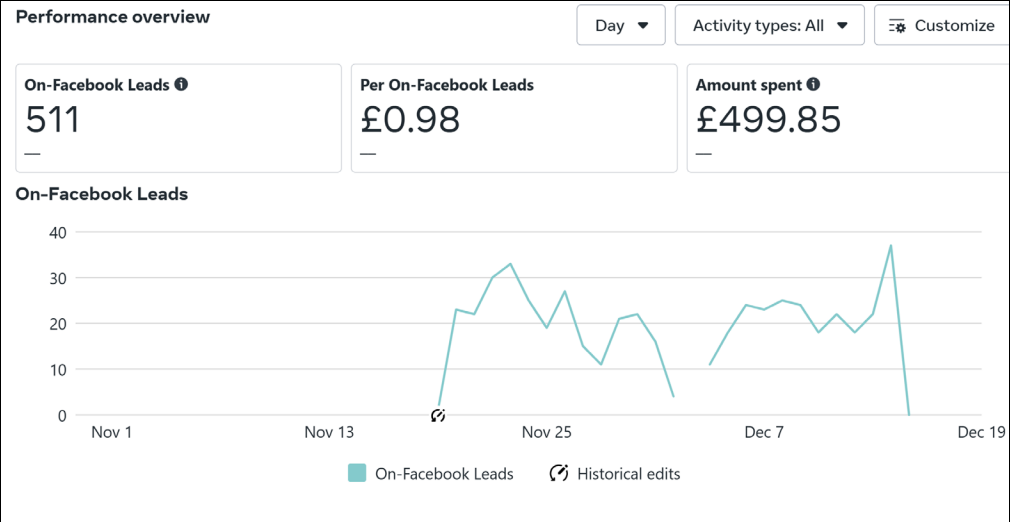 Performance overview
Day
Activity types: All
Customize
On-Facebook Leads
511
—
Per On-Facebook Leads
£0.98
—
Amount spent
£499.85
—
On-Facebook Leads
40
30
20
10
0
Nov 1
Nov 13
Nov 25
Dec 7
Dec 19
On-Facebook Leads
Historical edits